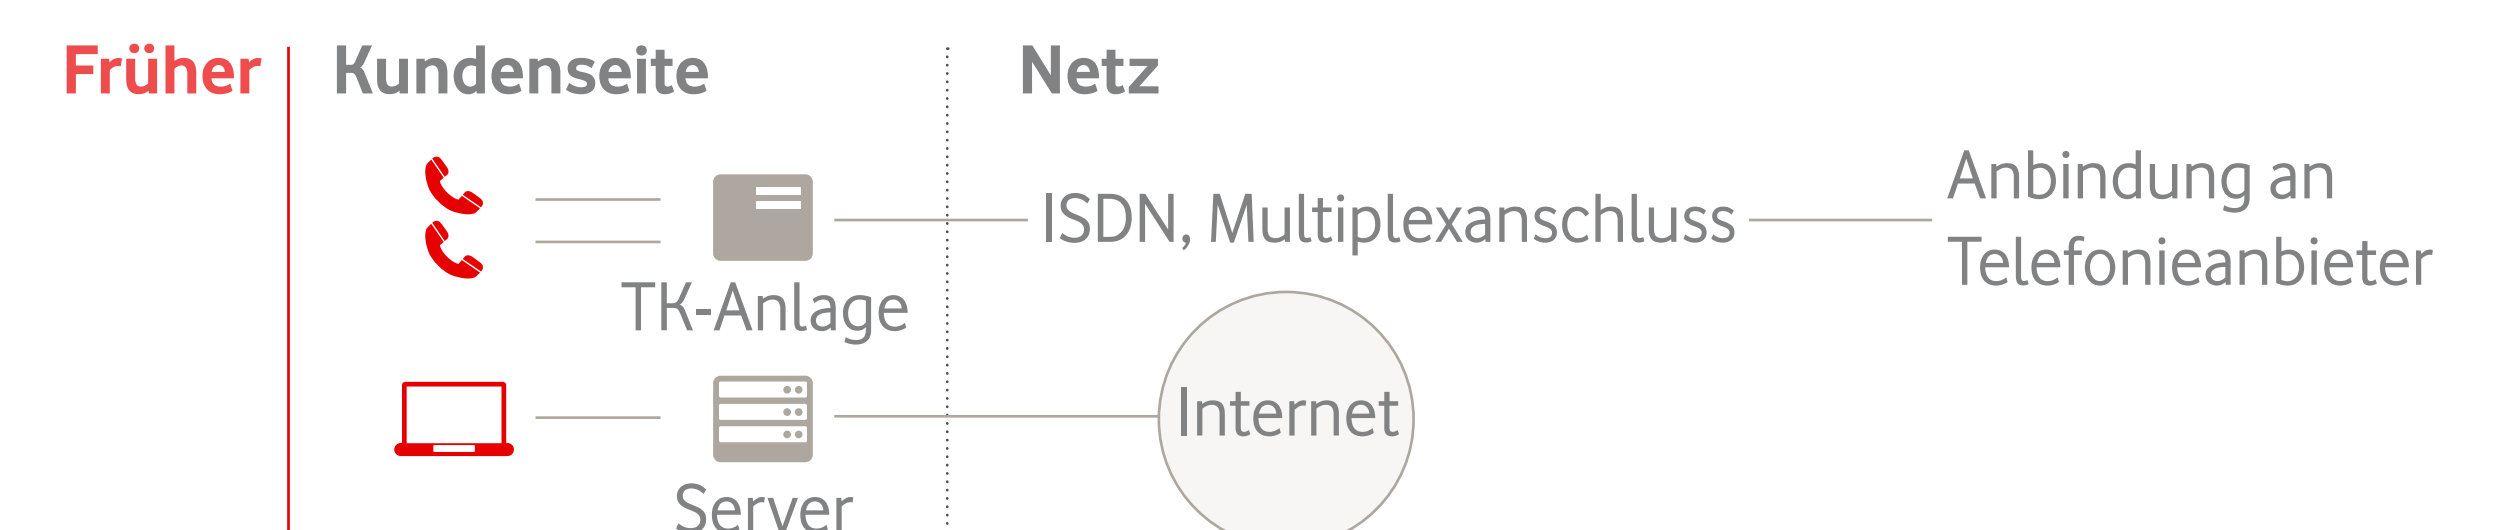 Früher
Kundenseite
Netz
Anbindung an
Telefonieanbieter
ISDN, Multiplexanschluss
TK-Anlage
Internet
Server